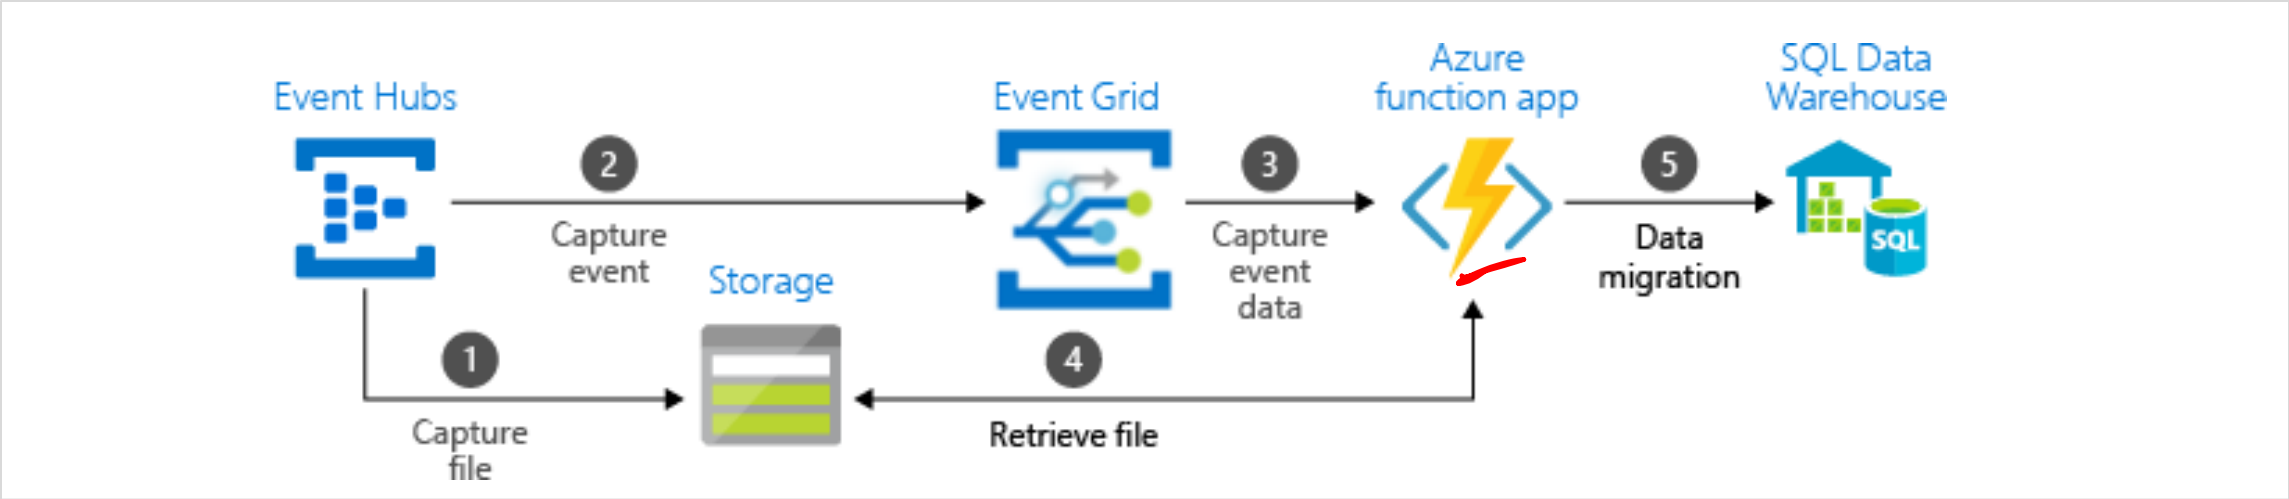 Event Hubs
2
Capture
event
Event Grid
3
Capture
event
data
Azure
function app
5
Data
migration
SQL Data
Warehouse
SQL
1
Capture
file
Storage
4
Retrieve file